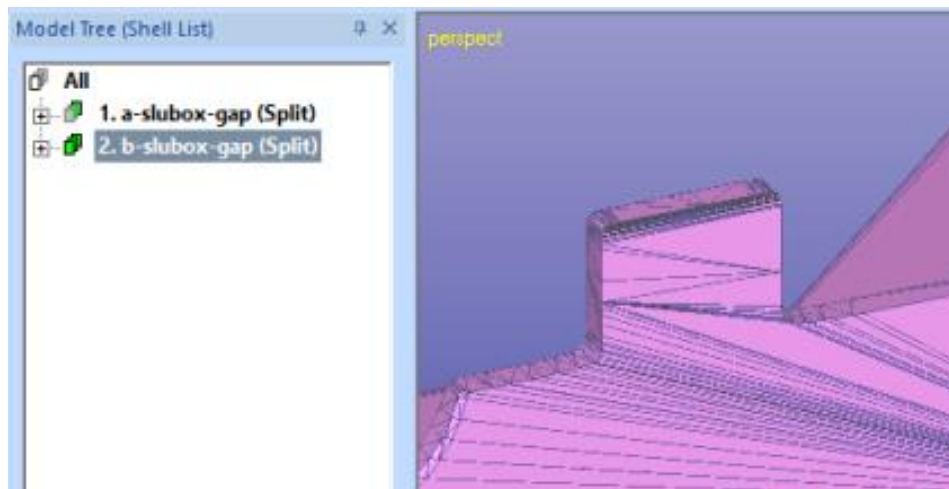 Model Tree (Shell List)
perspect
All
1. a-slubox-gap (Split)
2. b-slubox-gap (Split)